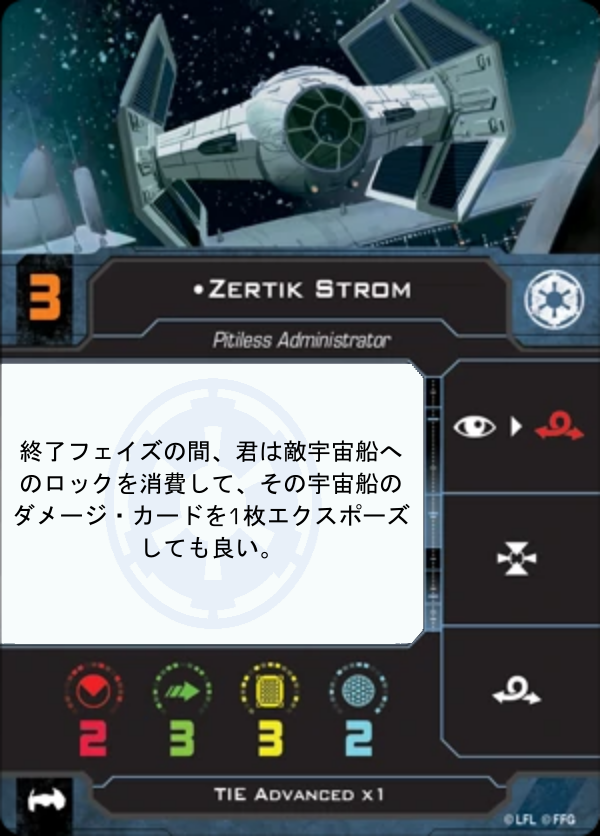 3
•Zertik Strom
Pitiless Administrator
終了フェイズの間、君は敵宇宙船へ
のロックを消費して、その宇宙船の
ダメージ・カードを1枚エクスポーズ
しても良い。
2 3 3 2
TIE Advanced x1
©LFL ©FFG